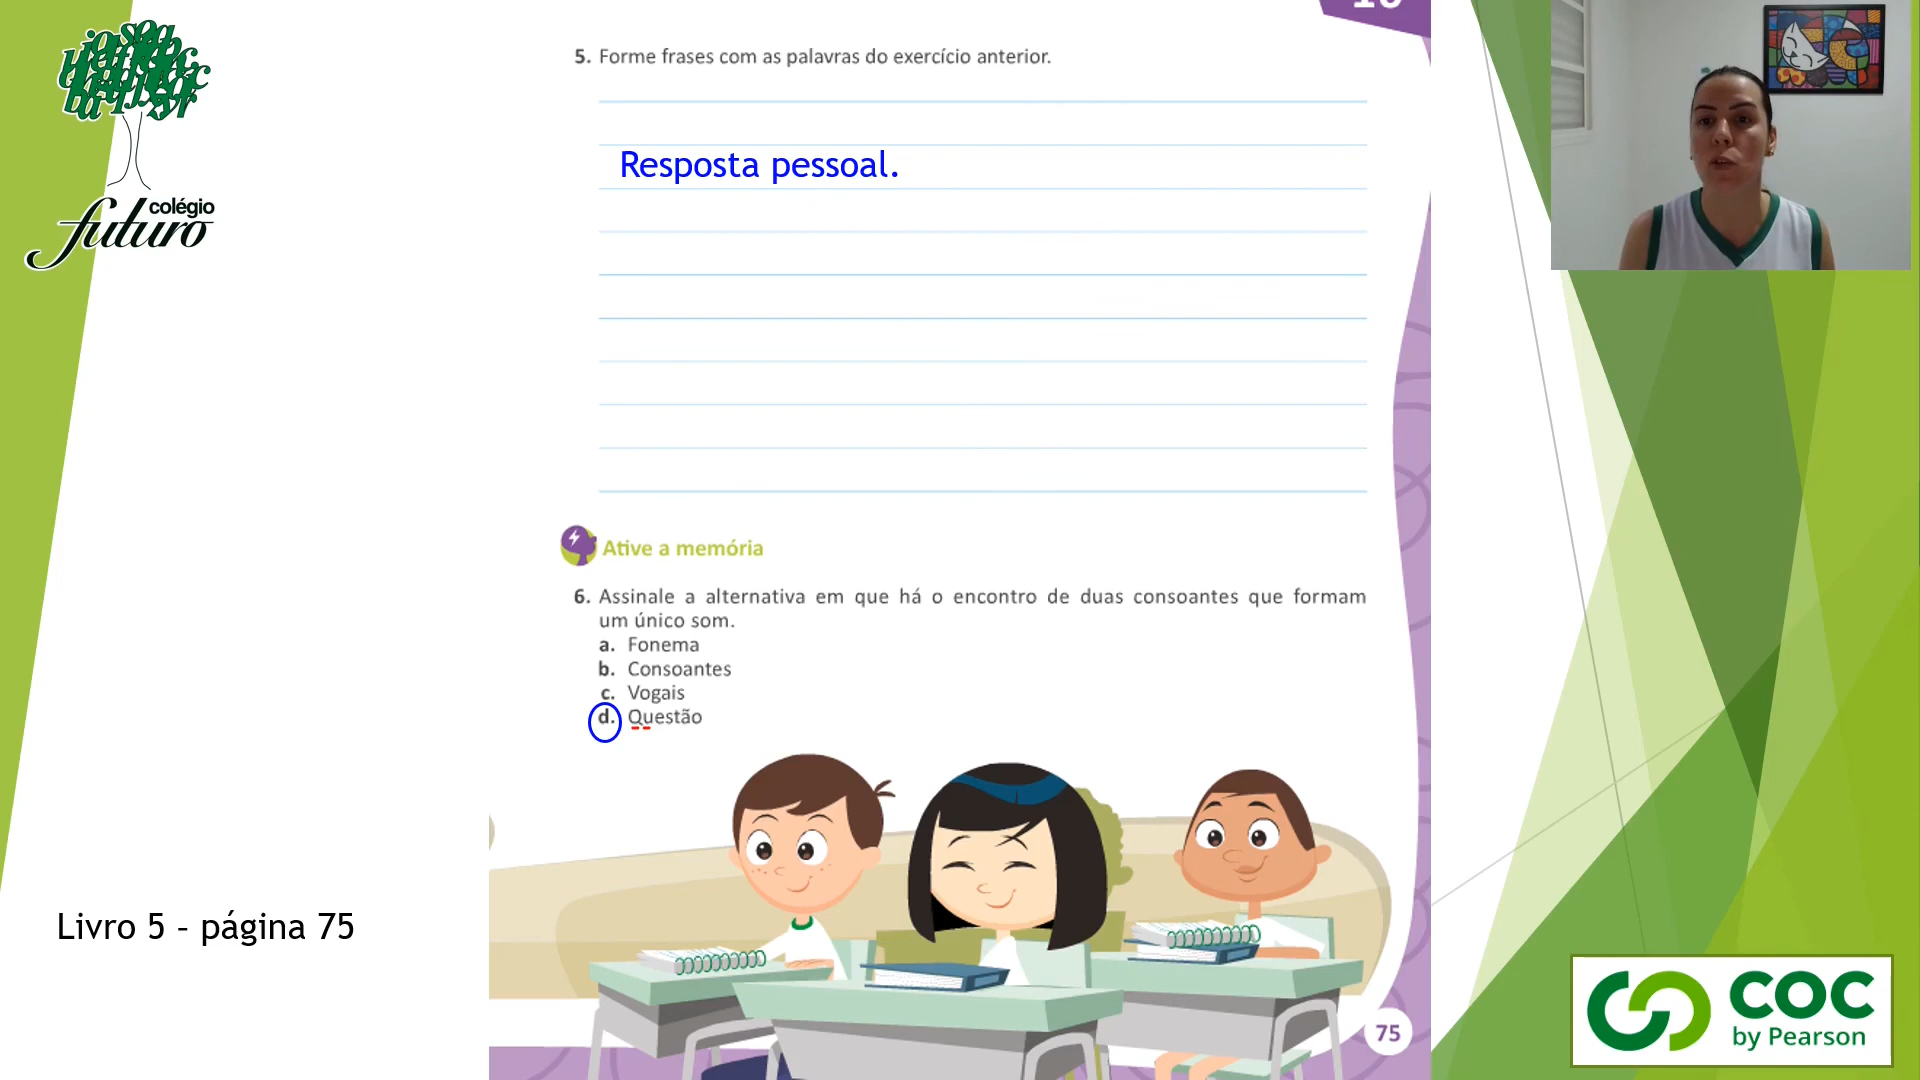 5. Forme frases com as palavras do exercício anterior.
Resposta pessoal.
Ative a memória
6. Assinale a alternativa em que há o encontro de duas consoantes que formam
um único som.
a. Fonema
b. Consoantes
c. Vogais
d. Questão
75
colégio
futuro
Livro 5 – página 75
COC
by Pearson